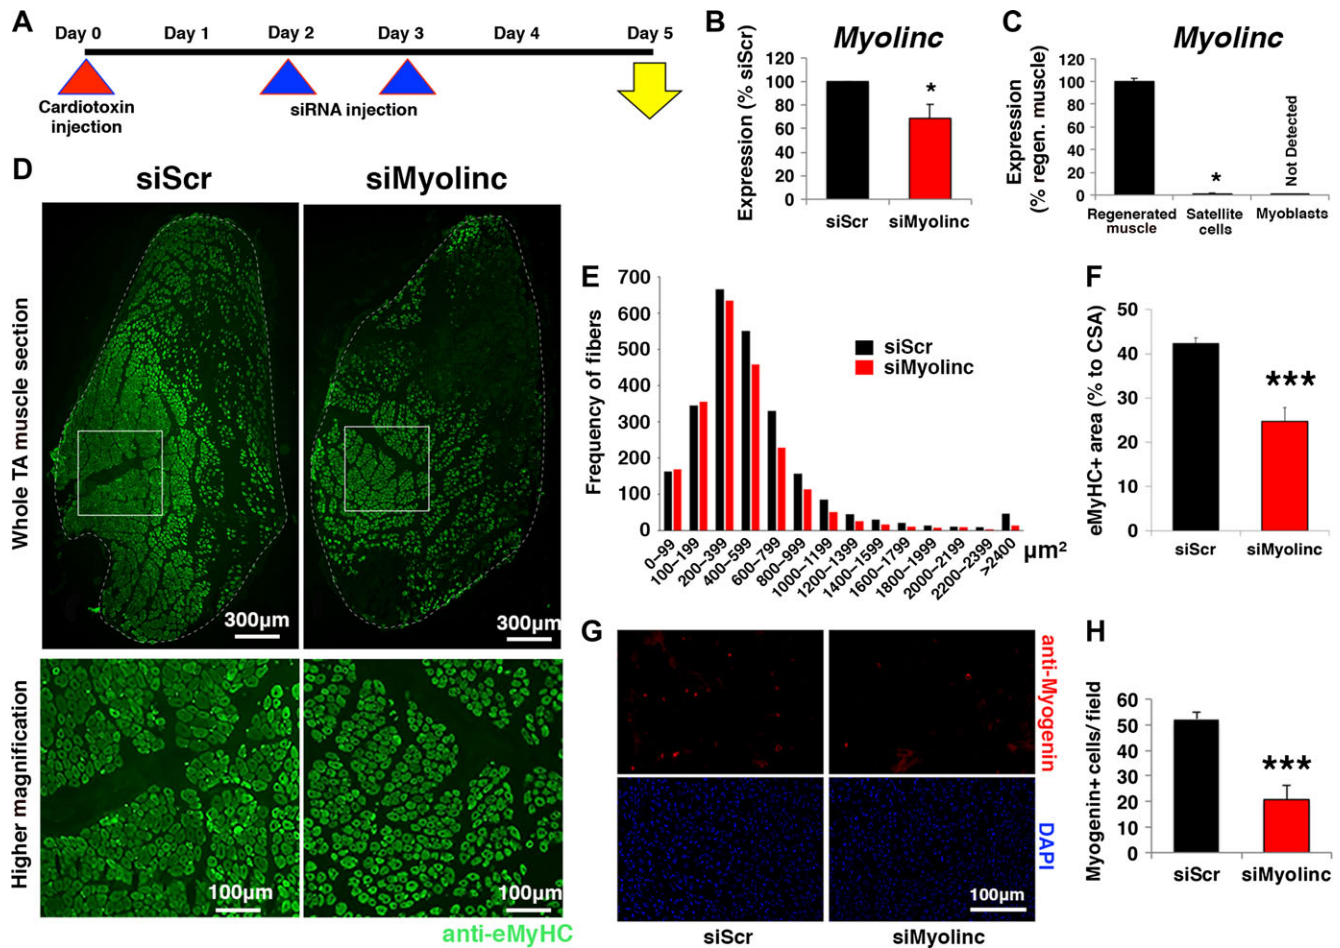 A
Day 0 Day 1 Day 2 Day 3 Day 4 Day 5
Cardiotoxin
injection
siRNA injection
B
Myolinc
Expression (% siScr)
120
100
80
60
40
20
0
*
siScr siMyolinc
C
Myolinc
Expression
(% regen. muscle)
120
100
80
60
40
20
0
*
Not Detected
Regenerated
muscle
Satellite
cells
Myoblasts
D
siScr siMyolinc
Whole TA muscle section
300µm
300µm
Higher magnification
100µm
100µm
anti-eMyHC
E
Frequency of fibers
700
600
500
400
300
200
100
0
siScr
siMyolinc
0–99
100–199
200–399
400–599
600–799
800–999
1000–1199
1200–1399
1400–1599
1600–1799
1800–1999
2000–2199
2200–2399
>2400
µm²
F
eMyHC+ area (% to CSA)
50
40
30
20
10
0
***
siScr siMyolinc
G
anti-Myogenin
DAPI
100µm
siScr siMyolinc
H
Myogenin+ cells/ field
60
50
40
30
20
10
0
***
siScr siMyolinc